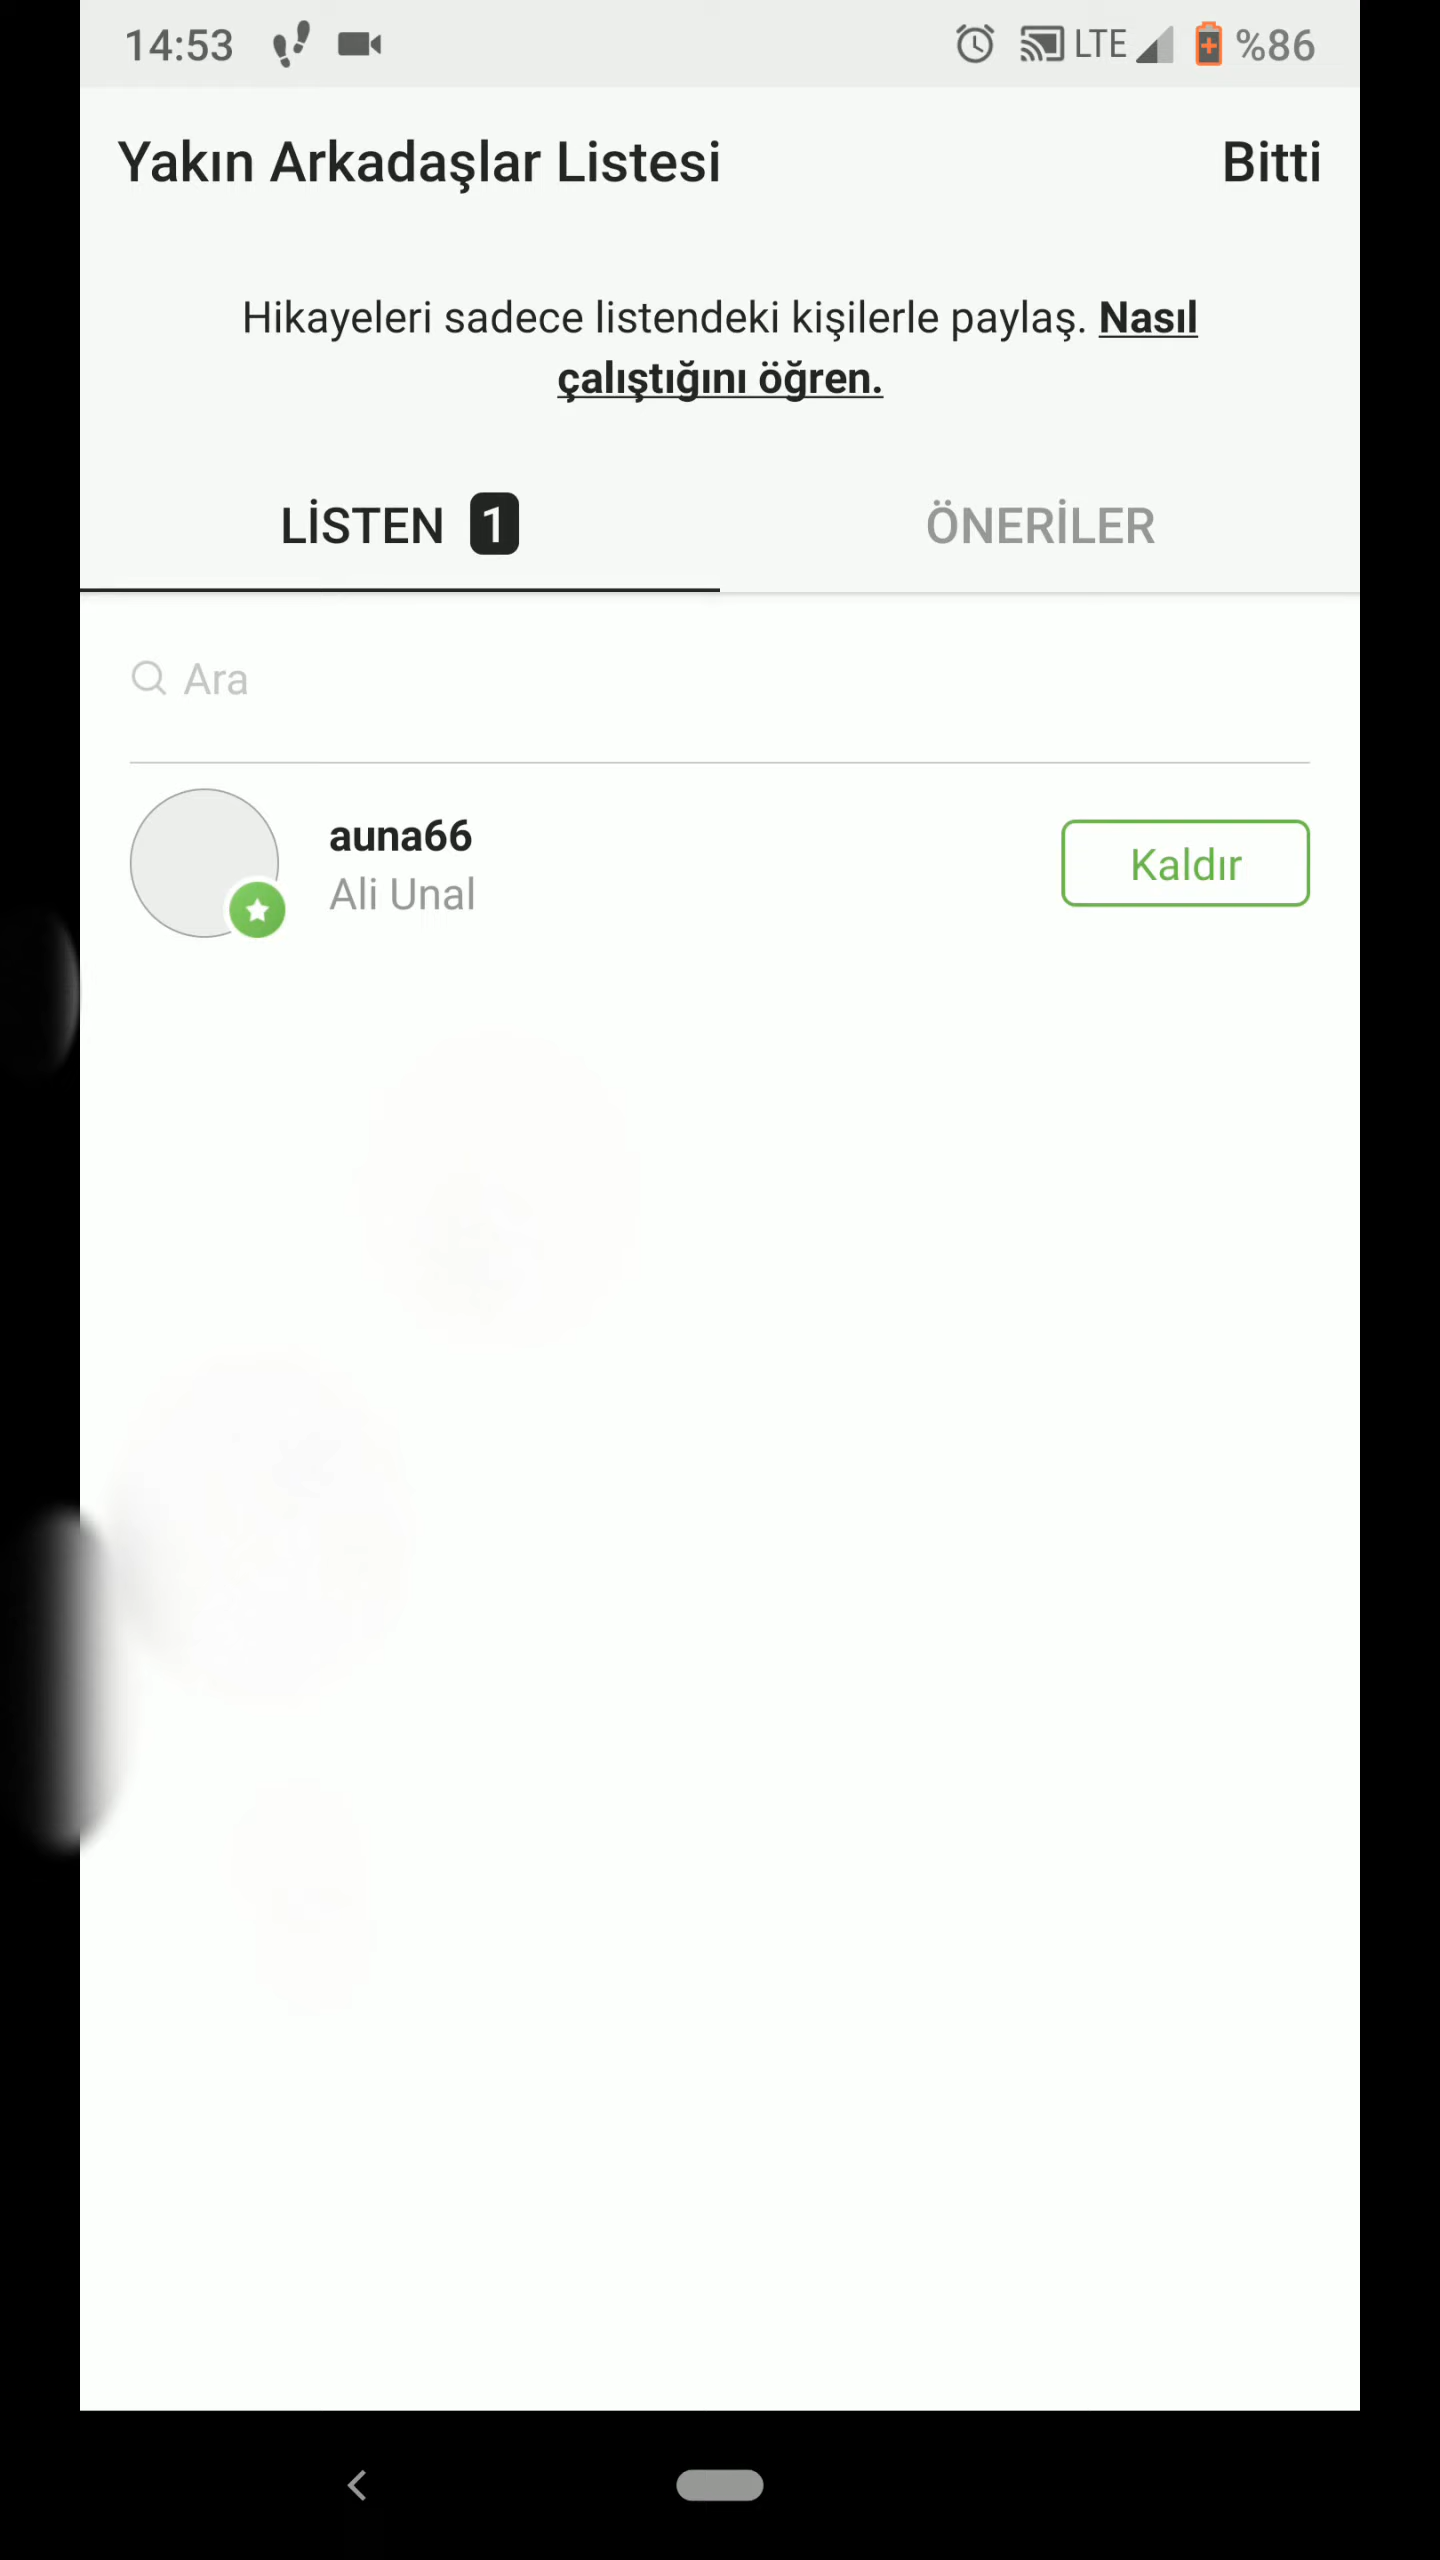 14:53 LTE %86
Yakın Arkadaşlar Listesi Bitti
Hikayeleri sadece listendeki kişilerle paylaş. Nasıl
çalıştığını öğren.
LİSTEN 1 ÖNERİLER
Ara
auna66
Ali Unal
Kaldır